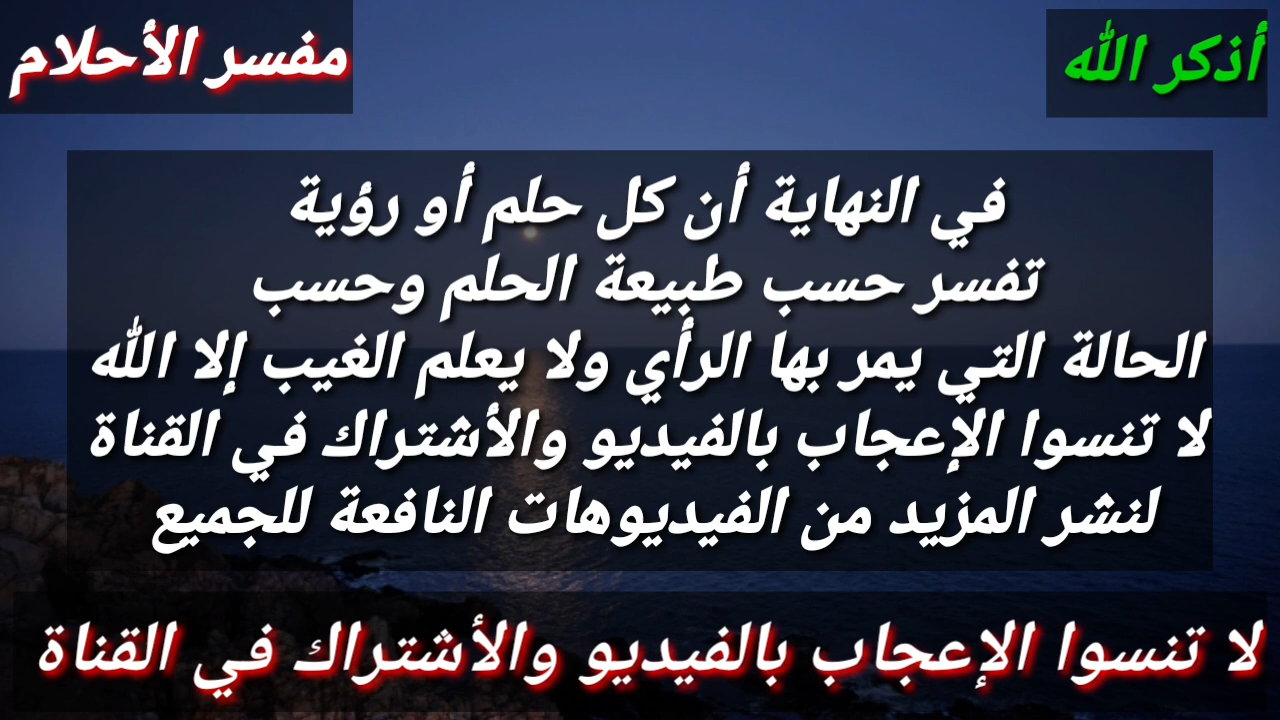 أذكر الله
مفسر الأحلام
في النهاية أن كل حلم أو رؤية
تفسر حسب طبيعة الحلم وحسب
الحالة التي يمر بها الرأي ولا يعلم الغيب إلا الله
لا تنسوا الإعجاب بالفيديو والأشتراك في القناة
لنشر المزيد من الفيديوهات النافعة للجميع
لا تنسوا الإعجاب بالفيديو والأشتراك في القناة